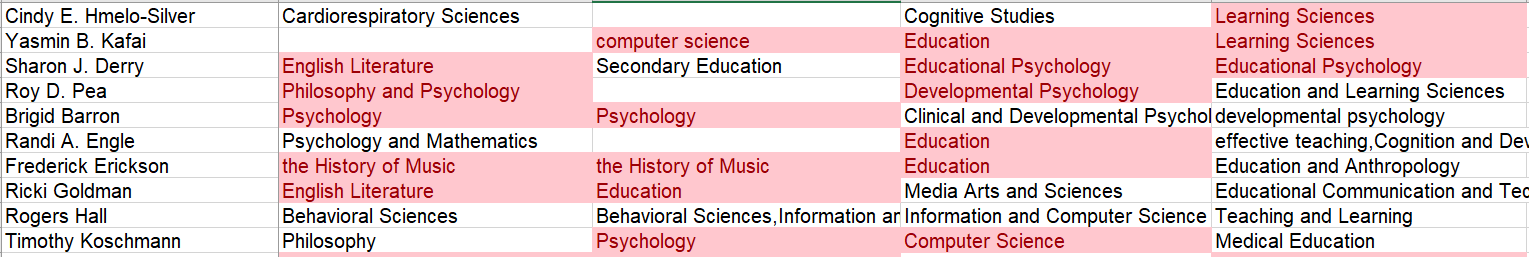 Cindy E. Hmelo-Silver Cardiorespiratory Sciences Cognitive Studies Learning Sciences
Yasmin B. Kafai computer science Education Learning Sciences
Sharon J. Derry English Literature Secondary Education Educational Psychology Educational Psychology
Roy D. Pea Philosophy and Psychology Developmental Psychology Education and Learning Sciences
Brigid Barron Psychology Psychology Clinical and Developmental Psychol developmental psychology
Randi A. Engle Psychology and Mathematics Education effective teaching,Cognition and Dev
Frederick Erickson the History of Music the History of Music Education Education and Anthropology
Ricki Goldman English Literature Education Media Arts and Sciences Educational Communication and Tec
Rogers Hall Behavioral Sciences Behavioral Sciences,Information ar Information and Computer Science Teaching and Learning
Timothy Koschmann Philosophy Psychology Computer Science Medical Education